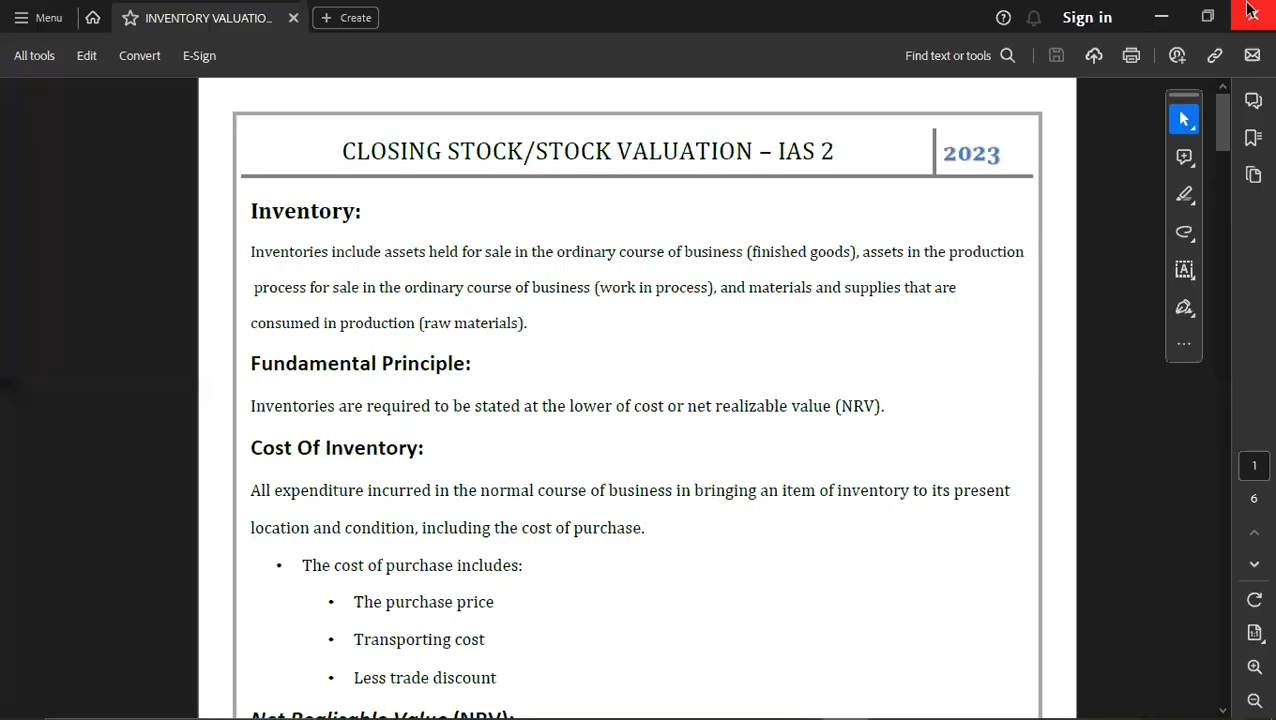 Menu
INVENTORY VALUATIO...
Create
Sign in
All tools
Edit
Convert
E-Sign
Find text or tools
CLOSING STOCK/STOCK VALUATION – IAS 2
2023
Inventory:
Inventories include assets held for sale in the ordinary course of business (finished goods), assets in the production
process for sale in the ordinary course of business (work in process), and materials and supplies that are
consumed in production (raw materials).
Fundamental Principle:
Inventories are required to be stated at the lower of cost or net realizable value (NRV).
Cost Of Inventory:
All expenditure incurred in the normal course of business in bringing an item of inventory to its present
location and condition, including the cost of purchase.
• The cost of purchase includes:
• The purchase price
• Transporting cost
• Less trade discount
Net Realisable Value (NRV):
1
6